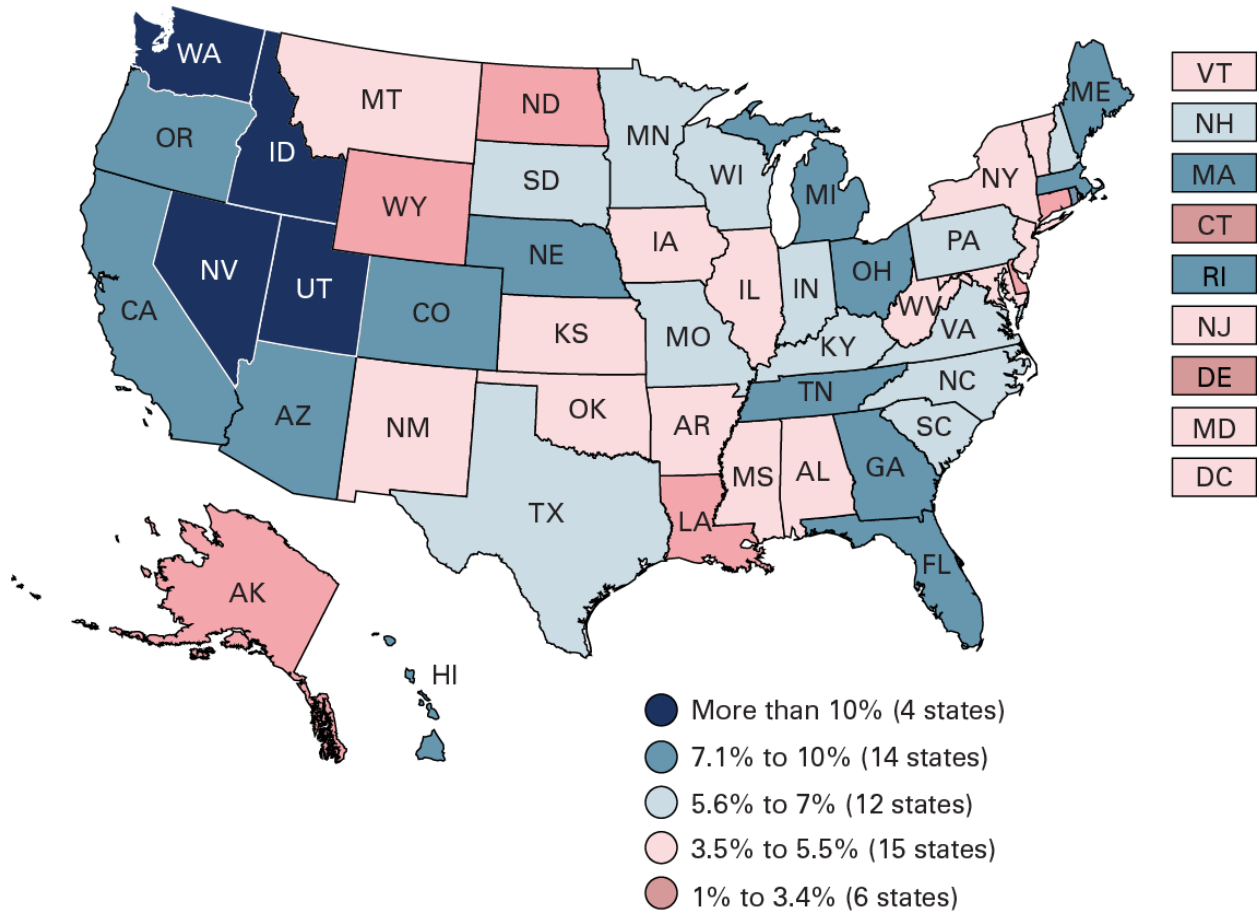 WA
MT
ND
MN
ME
VT
NH
MA
CT
RI
NJ
DE
MD
DC
OR
ID
SD
WI
MI
NY
WY
IA
PA
NE
OH
NV
UT
IL
IN
WV
CA
CO
KS
MO
KY
VA
AZ
NM
OK
AR
TN
NC
SC
MS
AL
GA
TX
LA
FL
AK
HI
More than 10% (4 states)
7.1% to 10% (14 states)
5.6% to 7% (12 states)
3.5% to 5.5% (15 states)
1% to 3.4% (6 states)